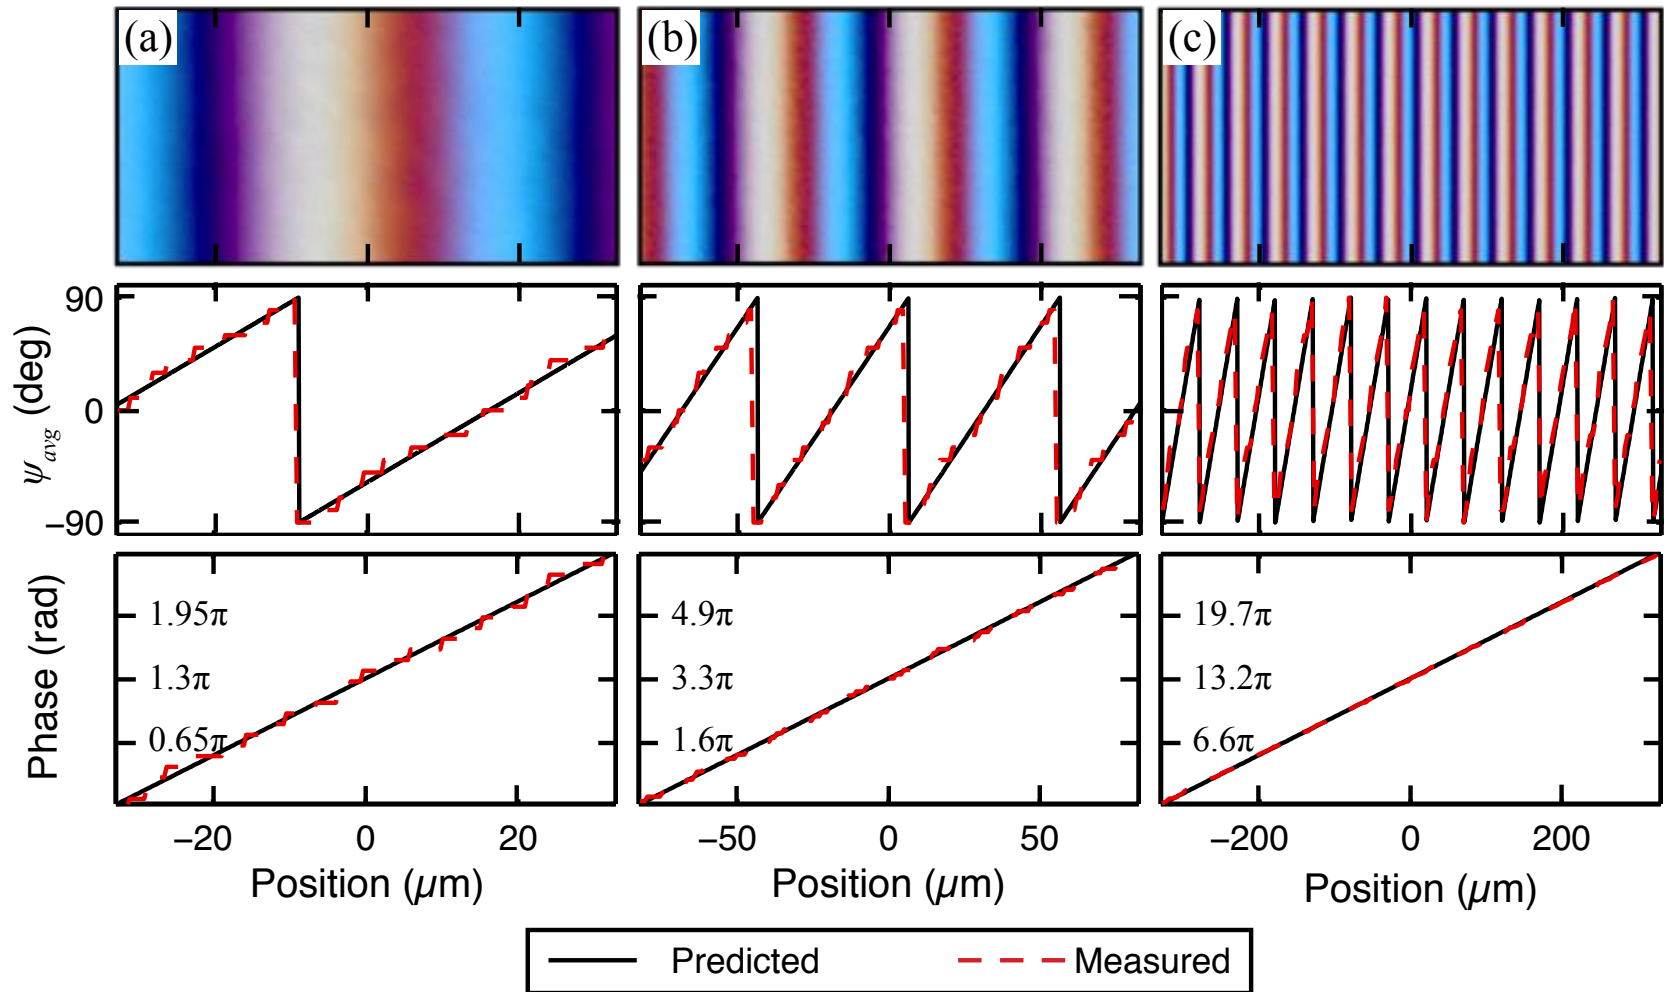 (a) (b) (c)
90
0
−90
ψavg (deg)
Phase (rad)
1.95π 4.9π 19.7π
1.3π 3.3π 13.2π
0.65π 1.6π 6.6π
−20 0 20 −50 0 50 −200 0 200
Position (μm) Position (μm) Position (μm)
Predicted Measured